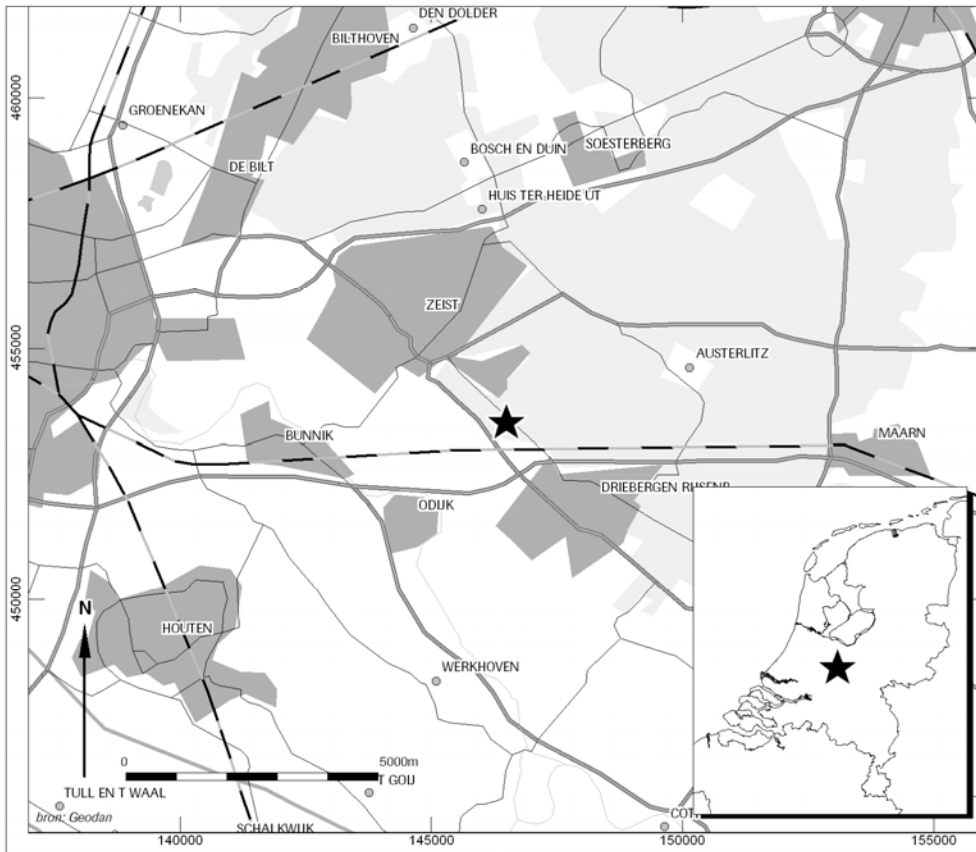 DEN DOLDER
BILTHOVEN
150000
155000
460000
GROENEKAN
SOESTERBERG
BOSCH EN DUIN
DE BILT
HUIS TER HEIDE UT
ZEIST
455000
AUSTERLITZ
BUNNIK
MAARN
DRIEBERGEN RIJSENB
ODIJK
450000
N
HOUTEN
WERKHOVEN
0
5000m
TULL EN T WAAL
T GOIJ
bron: Geodan
SCHALKWIJK
COT
140000
145000
150000
155000